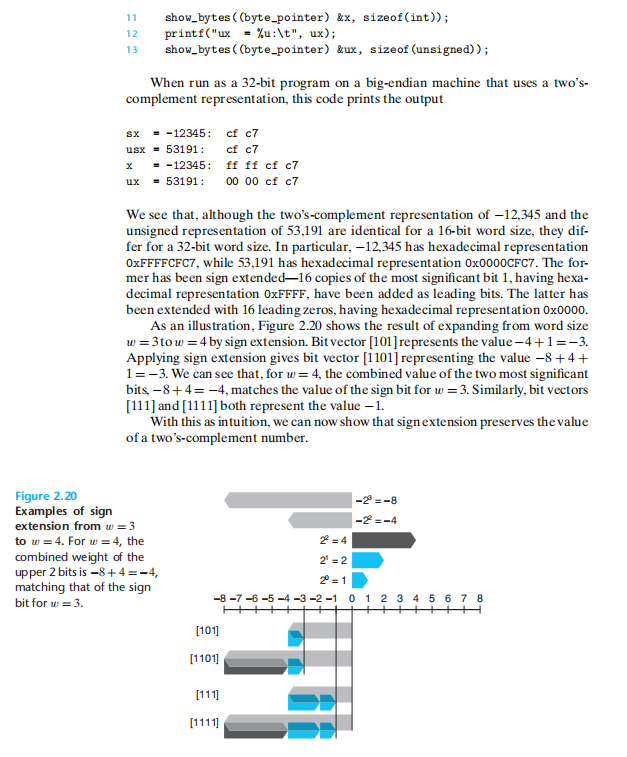 11 show_bytes((byte_pointer) &x, sizeof(int));
12 printf("ux = %u:\t", ux);
13 show_bytes((byte_pointer) &ux, sizeof(unsigned));
When run as a 32-bit program on a big-endian machine that uses a two's-
complement representation, this code prints the output
sx = -12345: cf c7
usx = 53191: cf c7
x = -12345: ff ff cf c7
ux = 53191: 00 00 cf c7
We see that, although the two's-complement representation of −12,345 and the
unsigned representation of 53,191 are identical for a 16-bit word size, they dif-
fer for a 32-bit word size. In particular, −12,345 has hexadecimal representation
0xFFFFCFC7, while 53,191 has hexadecimal representation 0x0000CFC7. The for-
mer has been sign extended—16 copies of the most significant bit 1, having hexa-
decimal representation 0xFFFF, have been added as leading bits. The latter has
been extended with 16 leading zeros, having hexadecimal representation 0x0000.
As an illustration, Figure 2.20 shows the result of expanding from word size
w = 3 to w = 4 by sign extension. Bit vector [101] represents the value −4 + 1 = −3.
Applying sign extension gives bit vector [1101] representing the value −8 + 4 +
1 = −3. We can see that, for w = 4, the combined value of the two most significant
bits, −8 + 4 = −4, matches the value of the sign bit for w = 3. Similarly, bit vectors
[111] and [1111] both represent the value −1.
With this as intuition, we can now show that sign extension preserves the value
of a two's-complement number.
Figure 2.20
Examples of sign
extension from w = 3
to w = 4. For w = 4, the
combined weight of the
upper 2 bits is −8 + 4 = −4,
matching that of the sign
bit for w = 3.
−2³ = −8
−2² = −4
2² = 4
2¹ = 2
2⁰ = 1
−8 −7 −6 −5 −4 −3 −2 −1 0 1 2 3 4 5 6 7 8
[101]
[1101]
[111]
[1111]